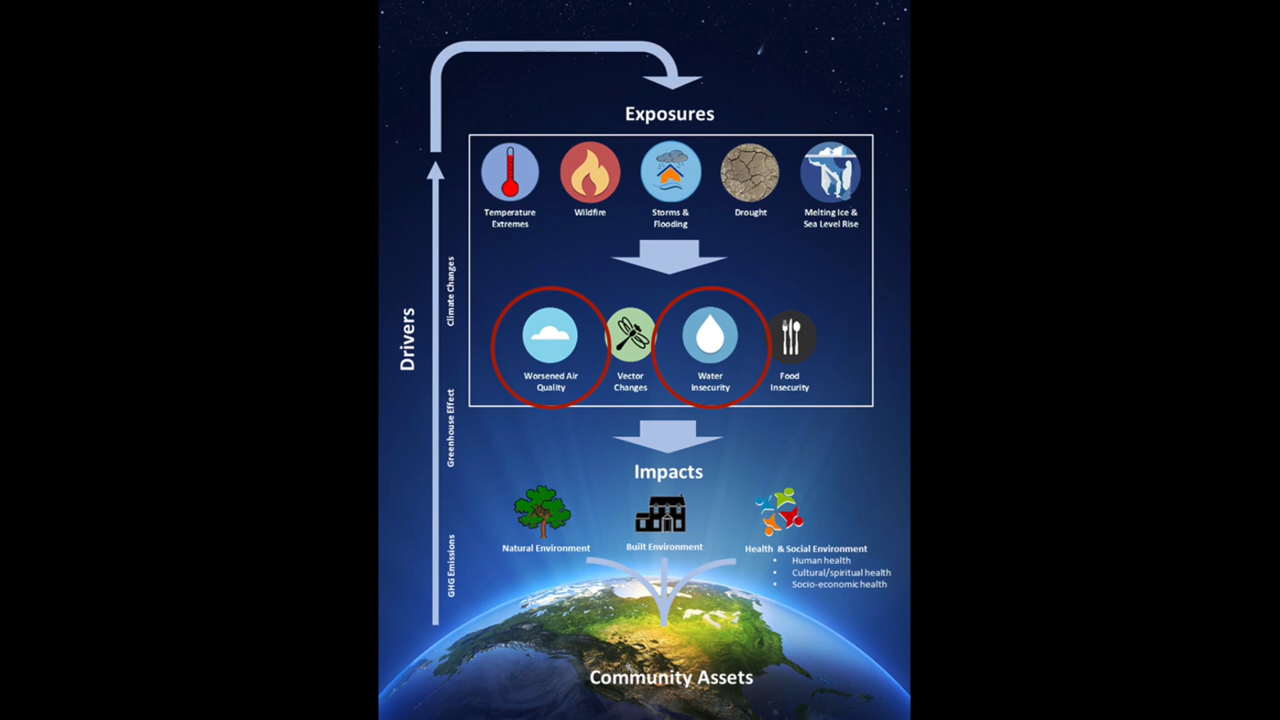 Exposures
Temperature
Extremes
Wildfire
Storms &
Flooding
Drought
Melting Ice &
Sea Level Rise
Worsened Air
Quality
Vector
Changes
Water
Insecurity
Food
Insecurity
Drivers
Climate Changes
Greenhouse Effect
GHG Emissions
Impacts
Natural Environment
Built Environment
Health & Social Environment
• Human health
• Cultural/spiritual health
• Socio-economic health
Community Assets